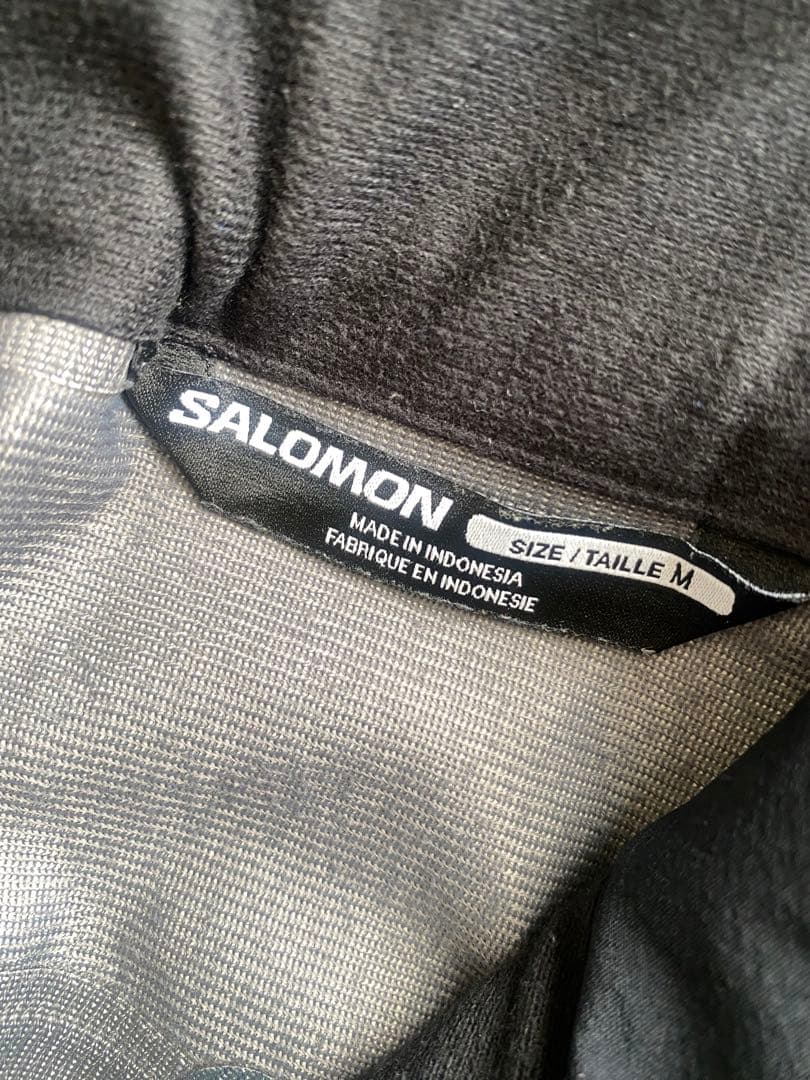 SALOMON
MADE IN INDONESIA
FABRIQUE EN INDONESIE
SIZE / TAILLE M